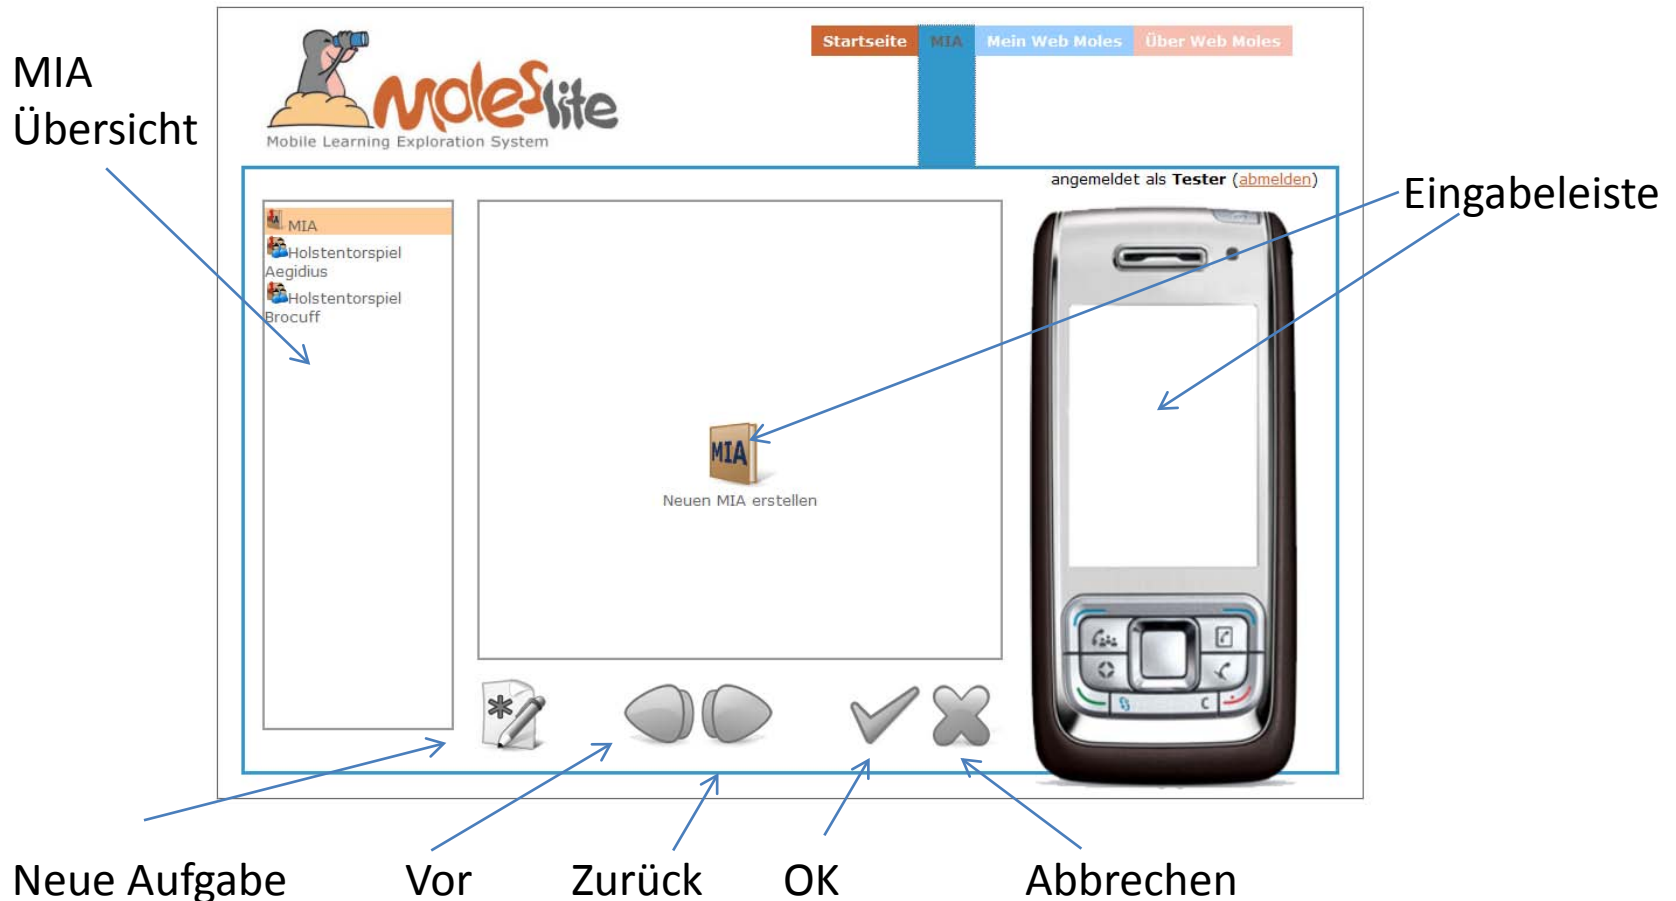 MIA
Übersicht
Moles lite
Mobile Learning Exploration System
Startseite MIA Mein Web Moles Über Web Moles
angemeldet als Tester (abmelden)
Eingabeleiste
MIA
Holstentorspiel
Aegidius
Holstentorspiel
Brocuff
MIA
Neuen MIA erstellen
C
Neue Aufgabe Vor Zurück OK Abbrechen